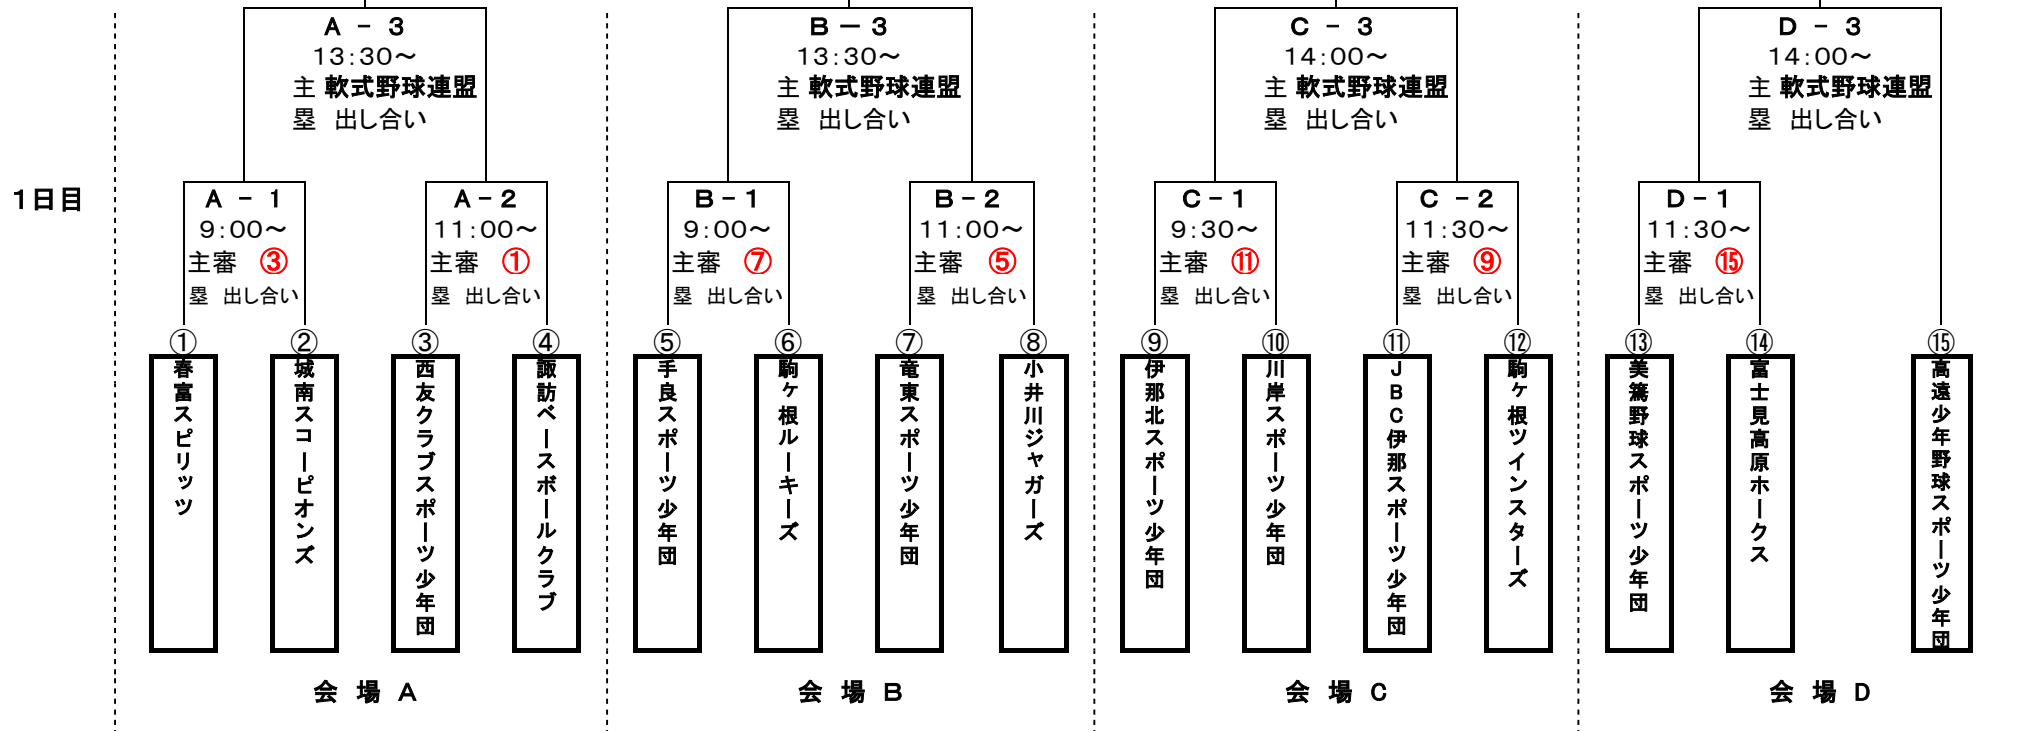 A － 3
13:30～
主 軟式野球連盟
塁 出し合い
B － 3
13:30～
主 軟式野球連盟
塁 出し合い
C － 3
14:00～
主 軟式野球連盟
塁 出し合い
D － 3
14:00～
主 軟式野球連盟
塁 出し合い
1日目
A － 1
9:00～
主審 ③
塁 出し合い
A－2
11:00～
主審 ①
塁 出し合い
B－1
9:00～
主審 ⑦
塁 出し合い
B－2
11:00～
主審 ⑤
塁 出し合い
C－1
9:30～
主審 ⑪
塁 出し合い
C －2
11:30～
主審 ⑨
塁 出し合い
D－1
11:30～
主審 ⑮
塁 出し合い
①
春富スピリッツ
②
城南スコーピオンズ
③
西友クラブスポーツ少年団
④
諏訪ベースボールクラブ
⑤
手良スポーツ少年団
⑥
駒ケ根ルーキーズ
⑦
竜東スポーツ少年団
⑧
小井川ジャガーズ
⑨
伊那北スポーツ少年団
⑩
川岸スポーツ少年団
⑪
JBC伊那スポーツ少年団
⑫
駒ケ根ツインスターズ
⑬
美篶野球スポーツ少年団
⑭
富士見高原ホークス
⑮
高遠少年野球スポーツ少年団
会 場 A
会 場 B
会 場 C
会 場 D